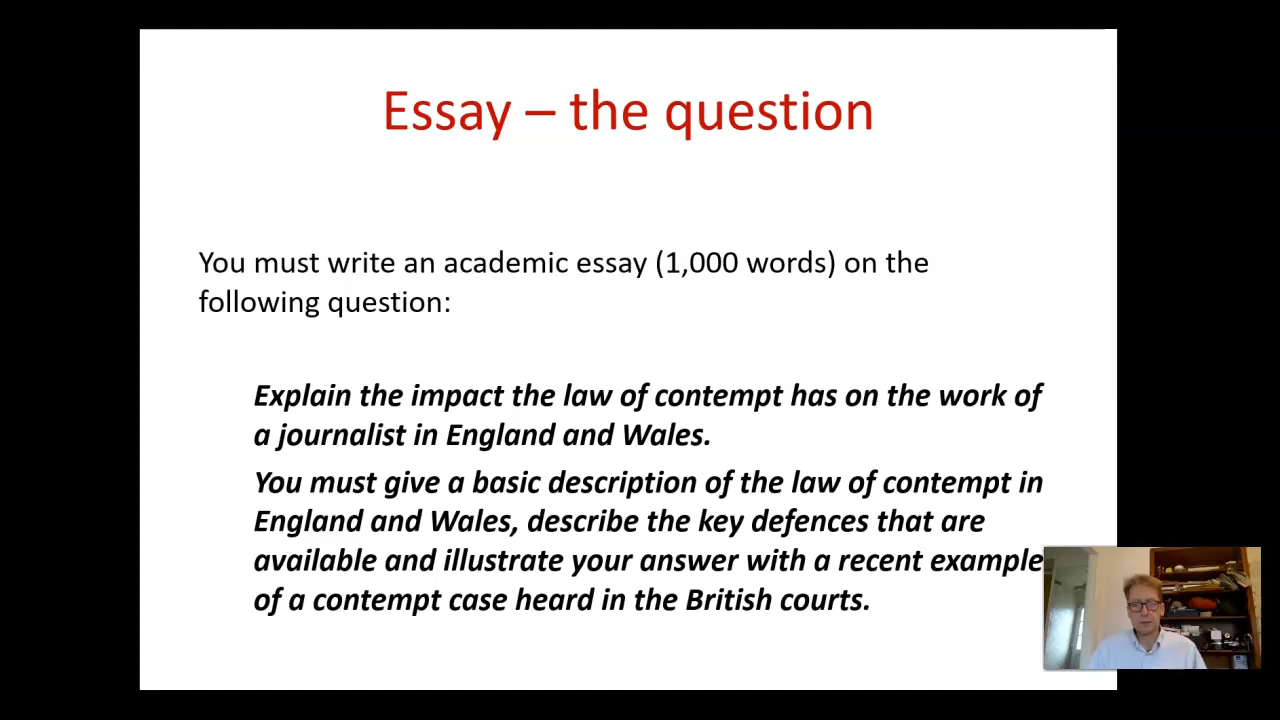 Essay – the question
You must write an academic essay (1,000 words) on the
following question:
Explain the impact the law of contempt has on the work of
a journalist in England and Wales.
You must give a basic description of the law of contempt in
England and Wales, describe the key defences that are
available and illustrate your answer with a recent example
of a contempt case heard in the British courts.